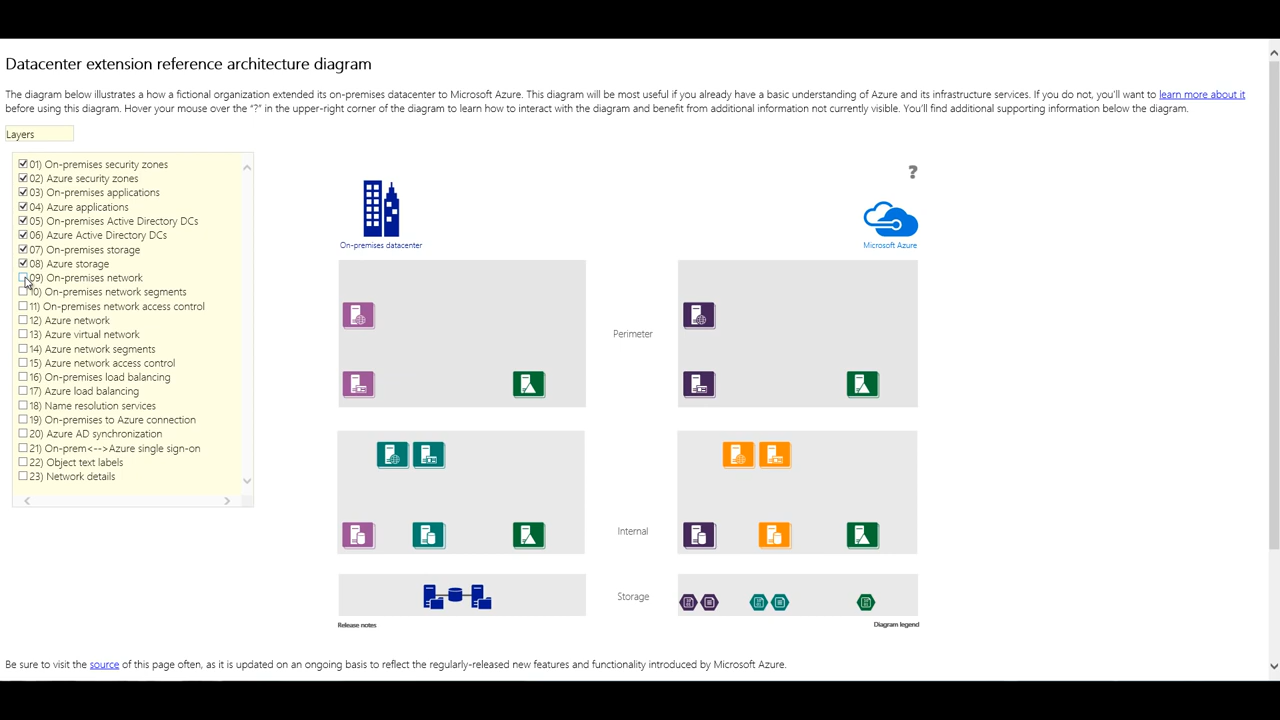 Datacenter extension reference architecture diagram
The diagram below illustrates a how a fictional organization extended its on-premises datacenter to Microsoft Azure. This diagram will be most useful if you already have a basic understanding of Azure and its infrastructure services. If you do not, you'll want to learn more about it
before using this diagram. Hover your mouse over the "?" in the upper-right corner of the diagram to learn how to interact with the diagram and benefit from additional information not currently visible. You'll find additional supporting information below the diagram.
Layers
01) On-premises security zones
02) Azure security zones
03) On-premises applications
04) Azure applications
05) On-premises Active Directory DCs
06) Azure Active Directory DCs
07) On-premises storage
08) Azure storage
09) On-premises network
10) On-premises network segments
11) On-premises network access control
12) Azure network
13) Azure virtual network
14) Azure network segments
15) Azure network access control
16) On-premises load balancing
17) Azure load balancing
18) Name resolution services
19) On-premises to Azure connection
20) Azure AD synchronization
21) On-prem<-->Azure single sign-on
22) Object text labels
23) Network details
?
On-premises datacenter
Microsoft Azure
Perimeter
Internal
Storage
Release notes
Diagram legend
Be sure to visit the source of this page often, as it is updated on an ongoing basis to reflect the regularly-released new features and functionality introduced by Microsoft Azure.